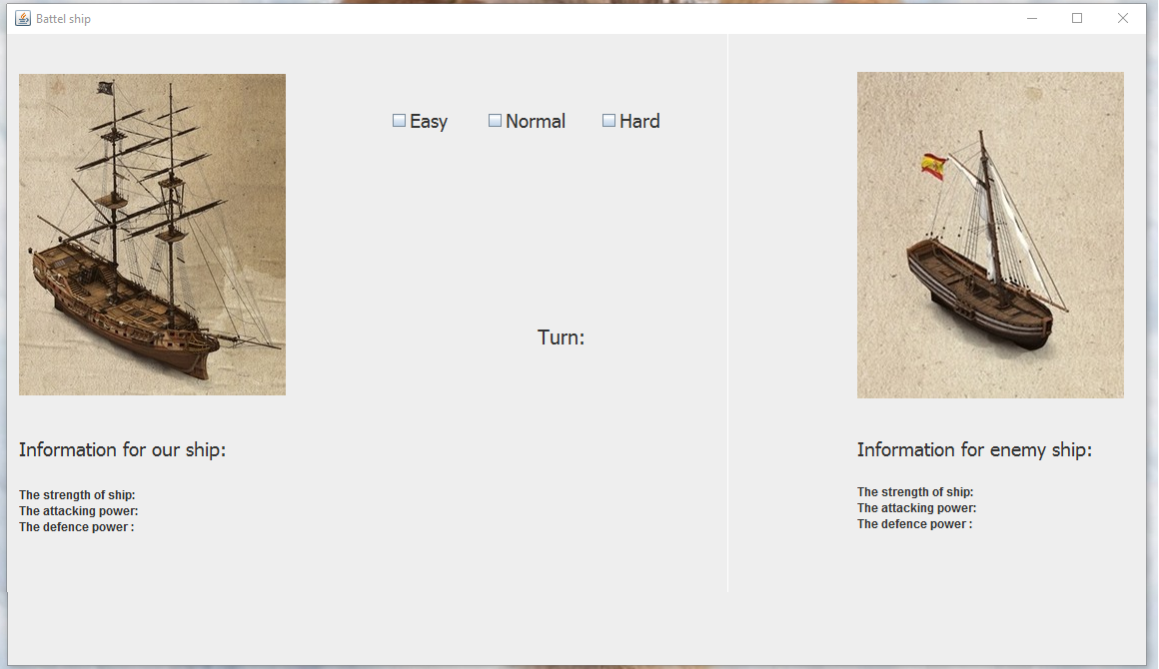 Battel ship
Easy Normal Hard
Turn:
Information for our ship:
The strength of ship:
The attacking power:
The defence power :
Information for enemy ship:
The strength of ship:
The attacking power:
The defence power :